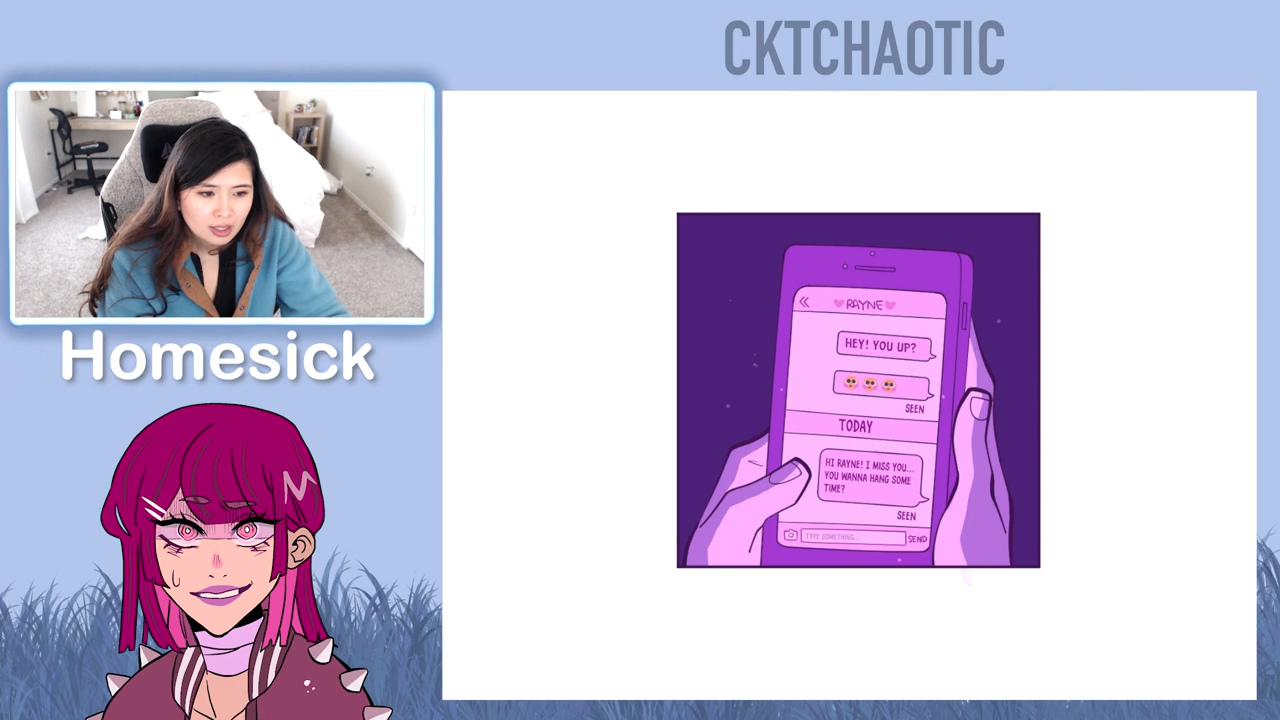 CKTCHAOTIC
Homesick
RAYNE
HEY! YOU UP?
SEEN
TODAY
HI RAYNE! I MISS YOU...
YOU WANNA HANG SOME
TIME?
SEEN
TYPE SOMETHING...
SEND